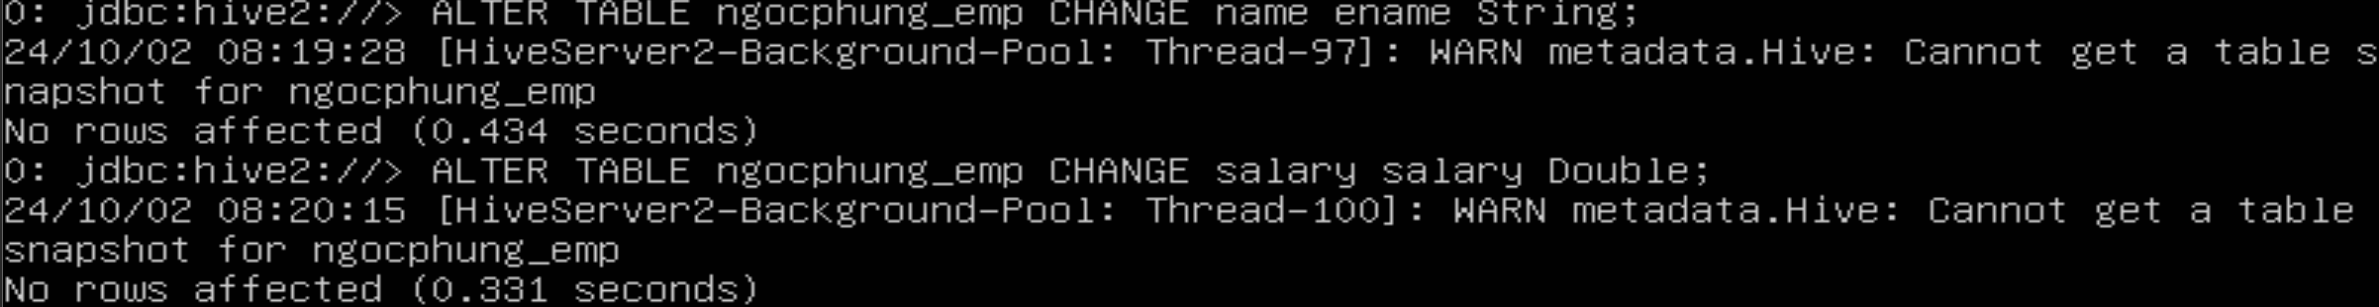 0: jdbc:hive2://> ALTER TABLE ngocphung_emp CHANGE name ename String;
24/10/02 08:19:28 [HiveServer2-Background-Pool: Thread-97]: WARN metadata.Hive: Cannot get a table s
napshot for ngocphung_emp
No rows affected (0.434 seconds)
0: jdbc:hive2://> ALTER TABLE ngocphung_emp CHANGE salary salary Double;
24/10/02 08:20:15 [HiveServer2-Background-Pool: Thread-100]: WARN metadata.Hive: Cannot get a table
snapshot for ngocphung_emp
No rows affected (0.331 seconds)